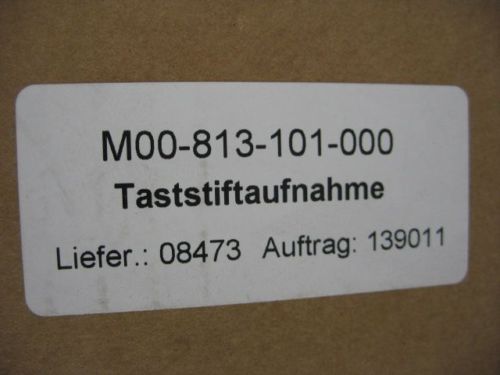 M00-813-101-000
Taststiftaufnahme
Liefer.: 08473 Auftrag: 139011